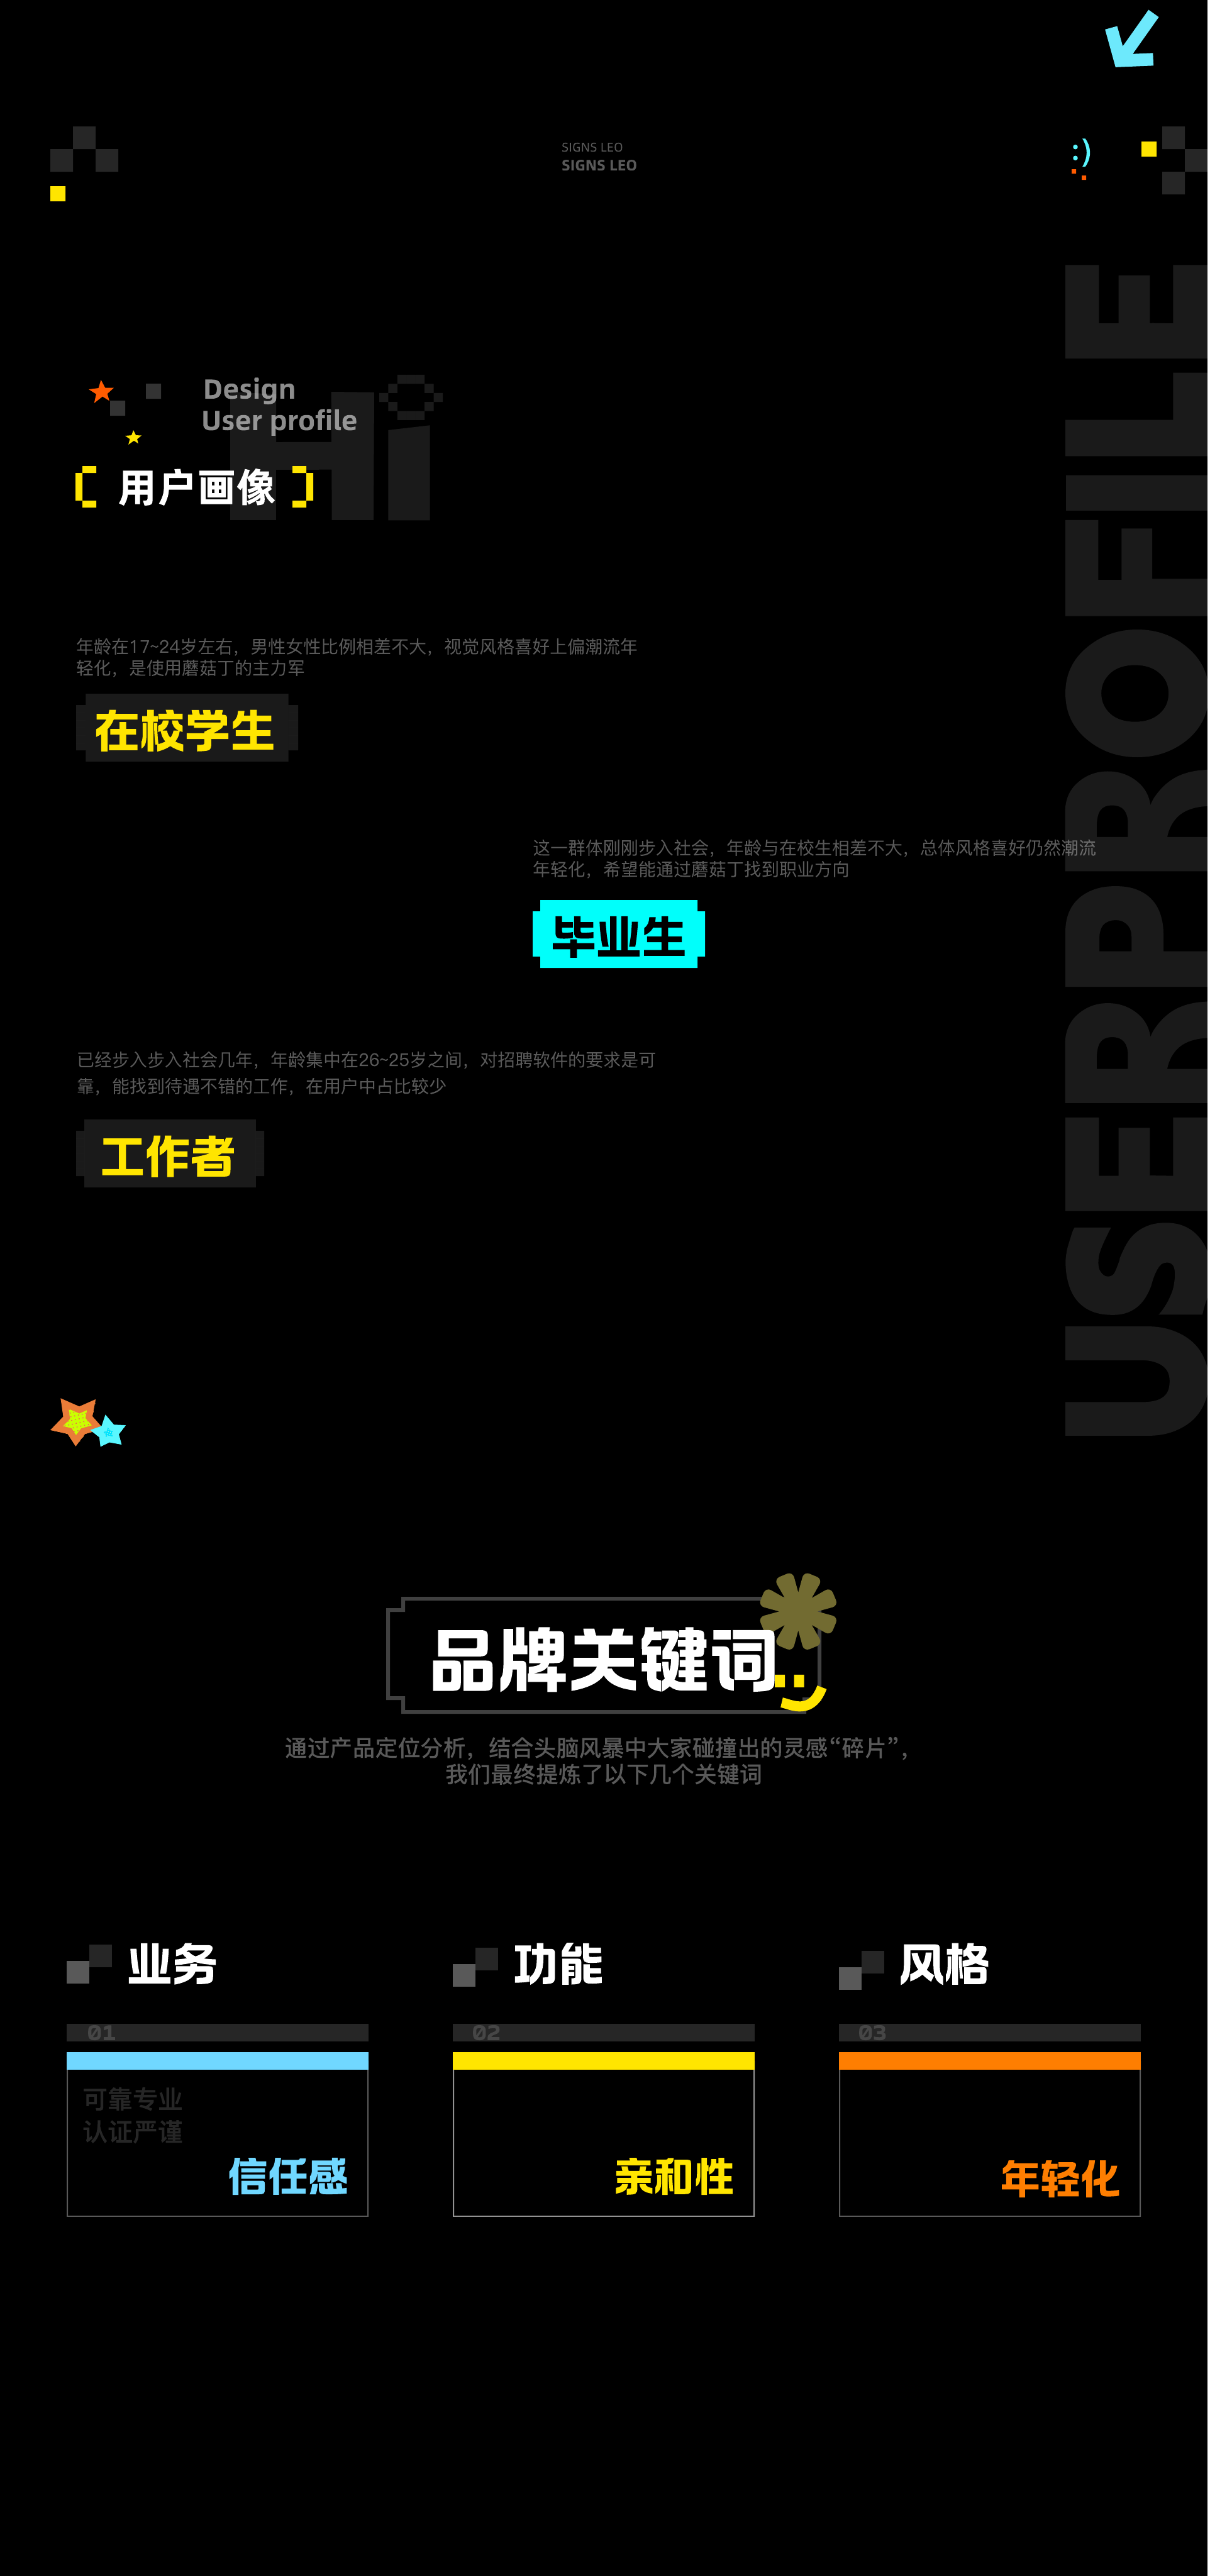 SIGNS LEO
SIGNS LEO
:)
USERPROFILE
Hi
Design
User profile
用户画像
年龄在17~24岁左右，男性女性比例相差不大，视觉风格喜好上偏潮流年
轻化，是使用蘑菇丁的主力军
在校学生
这一群体刚刚步入社会，年龄与在校生相差不大，总体风格喜好仍然潮流
年轻化，希望能通过蘑菇丁找到职业方向
毕业生
已经步入步入社会几年，年龄集中在26~25岁之间，对招聘软件的要求是可
靠，能找到待遇不错的工作，在用户中占比较少
工作者
品牌关键词
通过产品定位分析，结合头脑风暴中大家碰撞出的灵感“碎片”，
我们最终提炼了以下几个关键词
业务
01
可靠专业
认证严谨
信任感
功能
02
亲和性
风格
03
年轻化